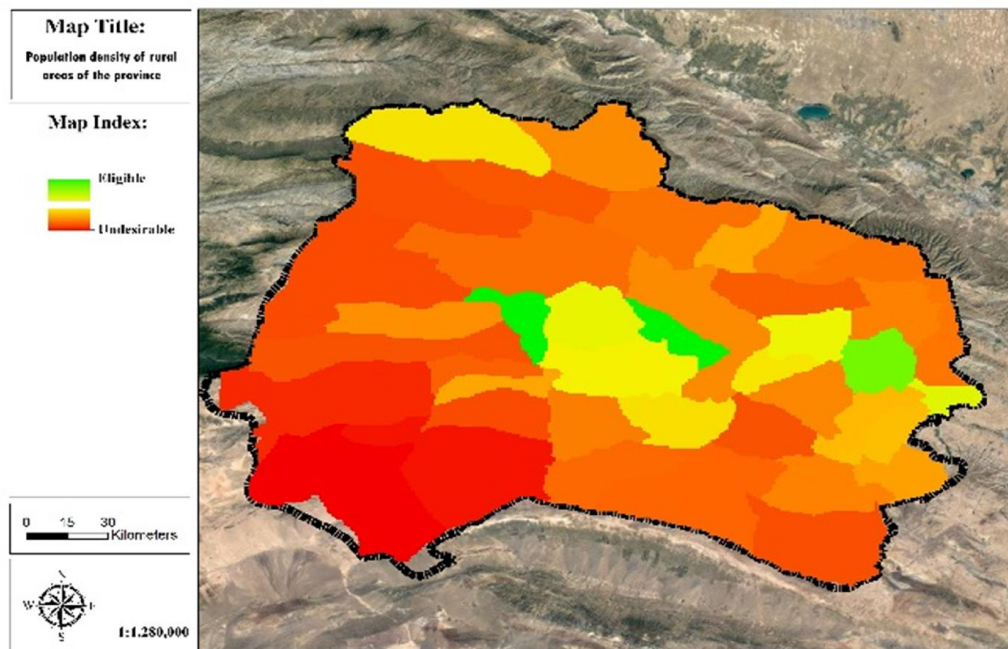 Map Title:
Population density of rural
areas of the province
Map Index:
Eligible
Undesirable
0 15 30
Kilometers
N
W E
S
1:1,280,000